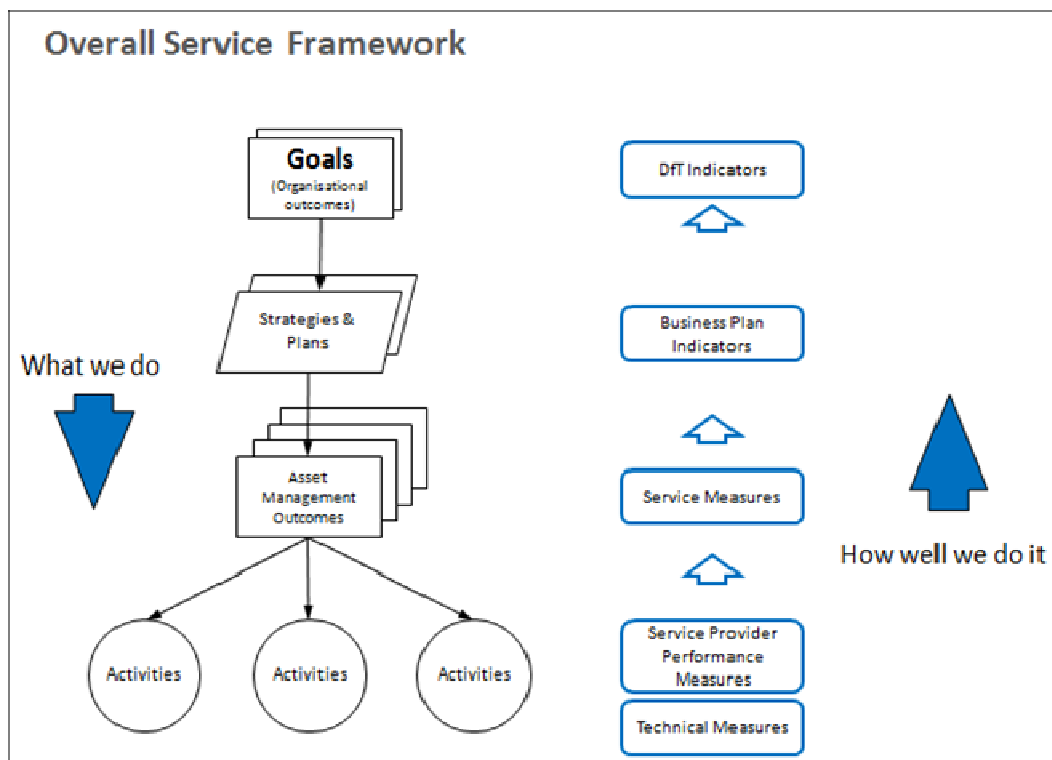 Overall Service Framework
Goals
(Organisational
outcomes)
Strategies &
Plans
What we do
Asset
Management
Outcomes
Activities
Activities
Activities
DfT Indicators
Business Plan
Indicators
Service Measures
How well we do it
Service Provider
Performance
Measures
Technical Measures